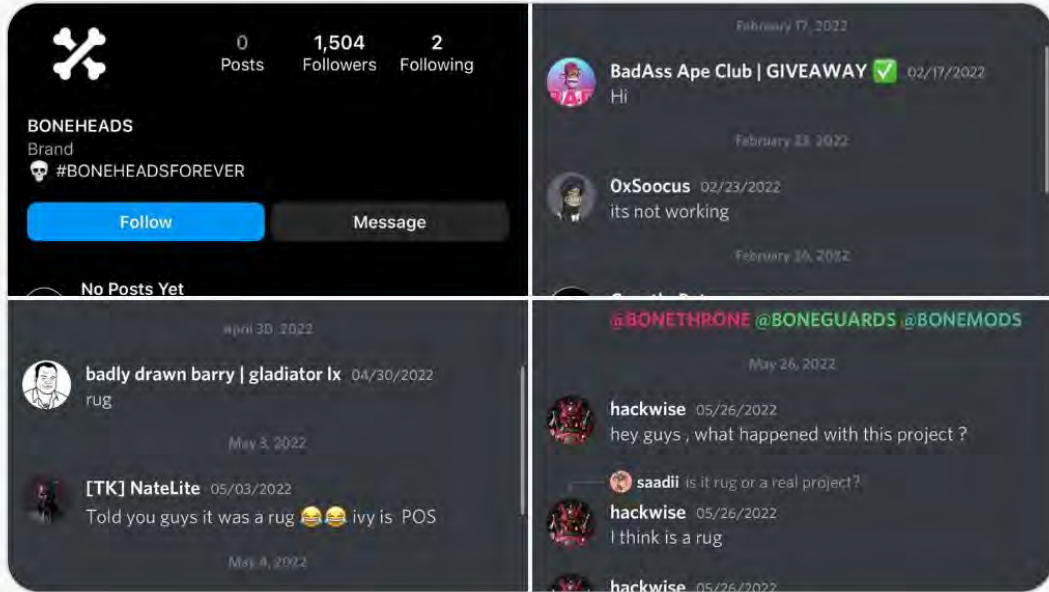 0 1,504 2
Posts Followers Following
BONEHEADS
Brand
💀 #BONEHEADSFOREVER
Follow Message
No Posts Yet
February 17, 2022
BadAss Ape Club | GIVEAWAY ✅ 02/17/2022
Hi
February 23, 2022
0xSoocus 02/23/2022
its not working
February 26, 2022
April 30, 2022
badly drawn barry | gladiator lx 04/30/2022
rug
May 3, 2022
[TK] NateLite 05/03/2022
Told you guys it was a rug 😂😂 ivy is POS
May 4, 2022
@BONETHRONE @BONEGUARDS @BONEMODS
May 26, 2022
hackwise 05/26/2022
hey guys , what happened with this project ?
saadii is it rug or a real project?
hackwise 05/26/2022
I think is a rug
hackwise 05/26/2022